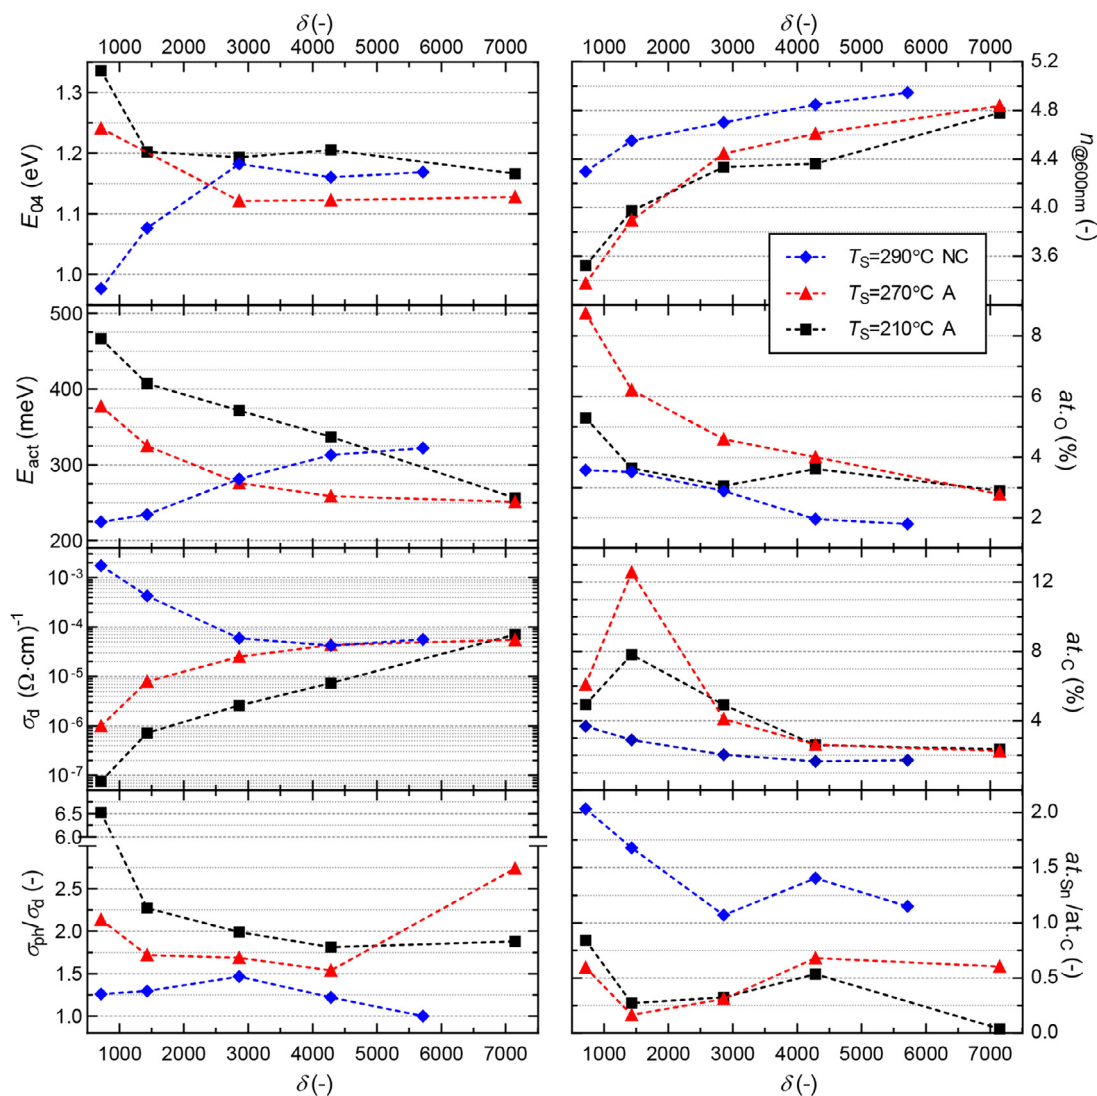 δ (-)
1000 2000 3000 4000 5000 6000 7000
1.3
1.2
1.1
1.0
E04 (eV)
500
400
300
200
Eact (meV)
10-3
10-4
10-5
10-6
10-7
σd (Ω·cm)-1
6.5
6.0
2.5
2.0
1.5
1.0
σph/σd (-)
1000 2000 3000 4000 5000 6000 7000
δ (-)
δ (-)
1000 2000 3000 4000 5000 6000 7000
5.2
4.8
4.4
4.0
3.6
n@600nm (-)
TS=290°C NC
TS=270°C A
TS=210°C A
8
6
4
2
at.O (%)
12
8
4
at.C (%)
2.0
1.5
1.0
0.5
0.0
at.Sn/at.C (-)
1000 2000 3000 4000 5000 6000 7000
δ (-)